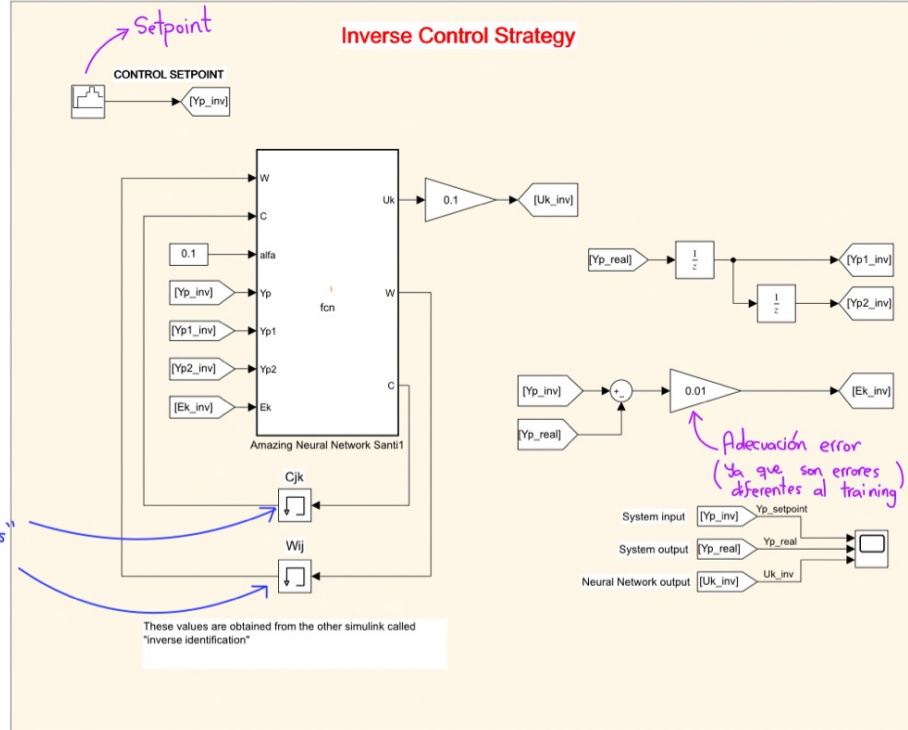 Setpoint
Inverse Control Strategy
CONTROL SETPOINT
[Yp_inv]
W
C
0.1
alfa
[Yp_inv]
Yp
[Yp1_inv]
Yp1
[Yp2_inv]
Yp2
[Ek_inv]
Ek
fcn
Uk
W
C
Amazing Neural Network Santi1
0.1
[Uk_inv]
[Yp_real]
1
z
[Yp1_inv]
1
z
[Yp2_inv]
[Yp_inv]
[Yp_real]
+
-
0.01
[Ek_inv]
Adecuación error
(Ya que son errores
diferentes al training)
Cjk
Wij
s"
These values are obtained from the other simulink called
"inverse identification"
System input [Yp_inv] Yp_setpoint
System output [Yp_real] Yp_real
Neural Network output [Uk_inv] Uk_inv